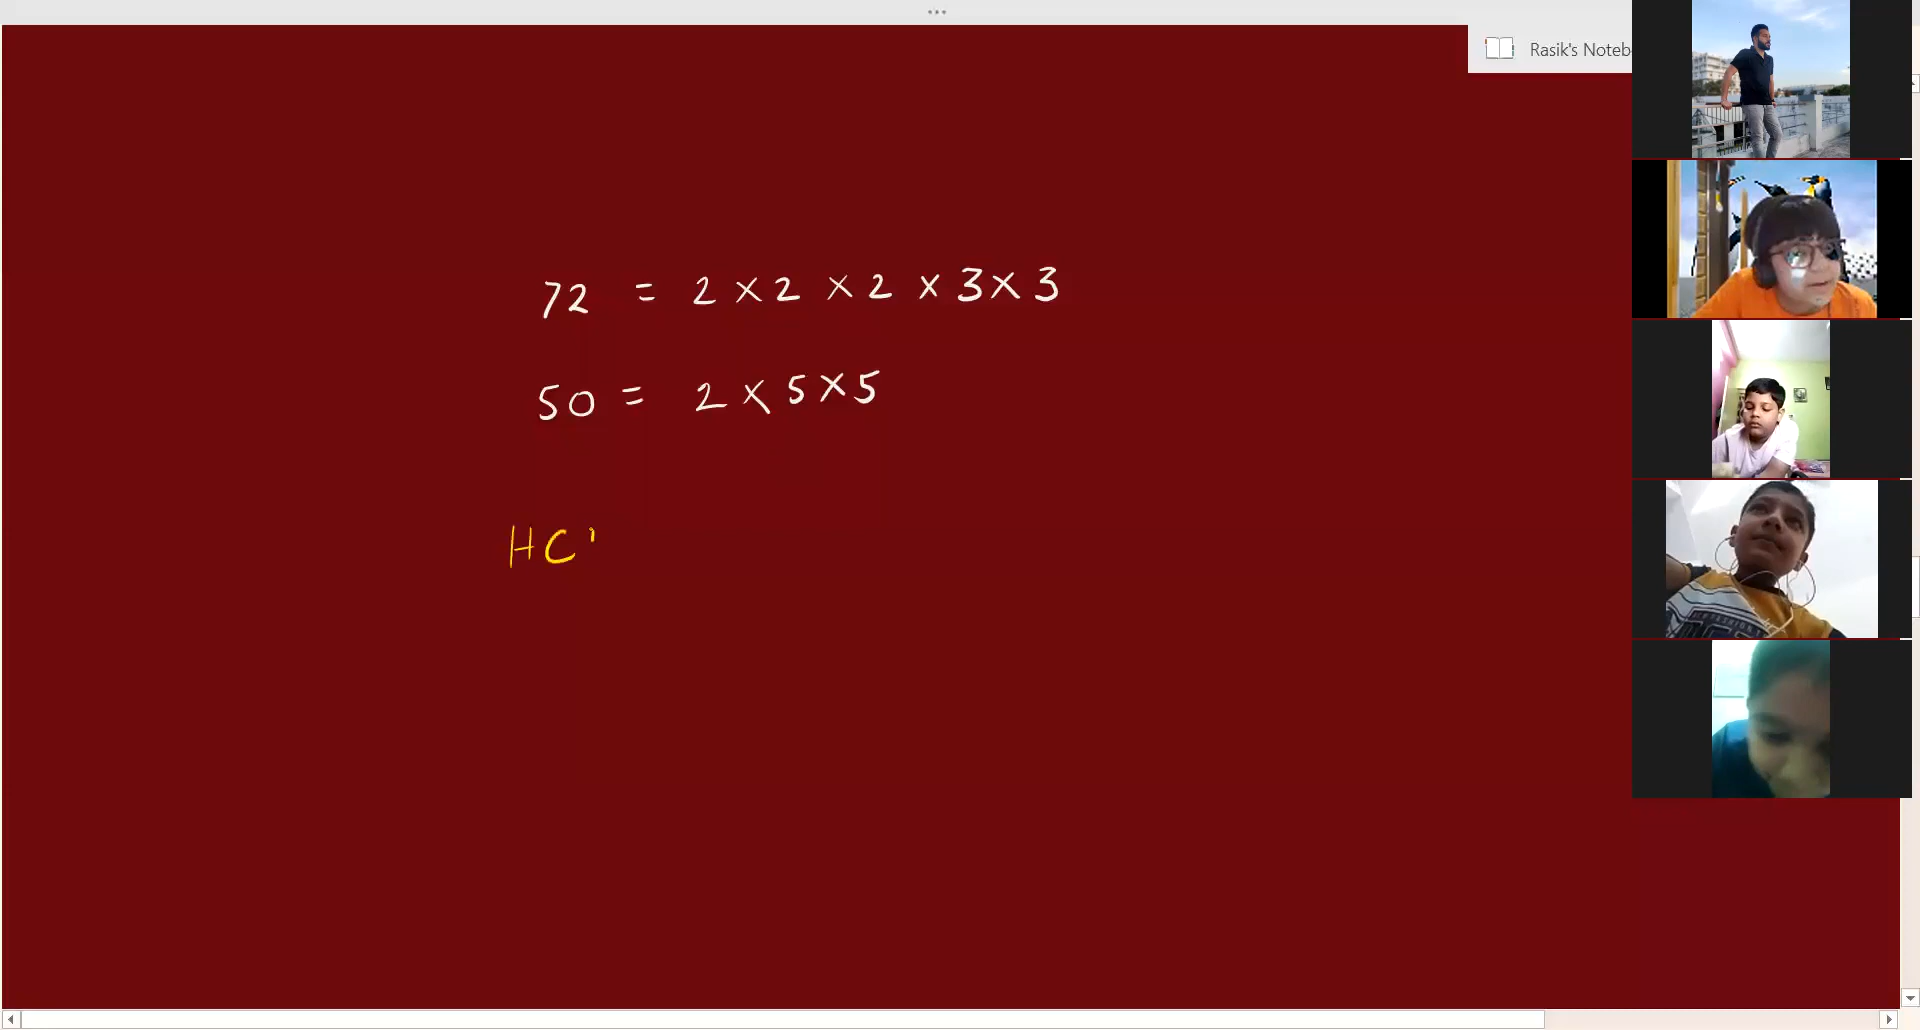 Rasik's Noteb
72 = 2 × 2 × 2 × 3 × 3
50 = 2 × 5 × 5
HC